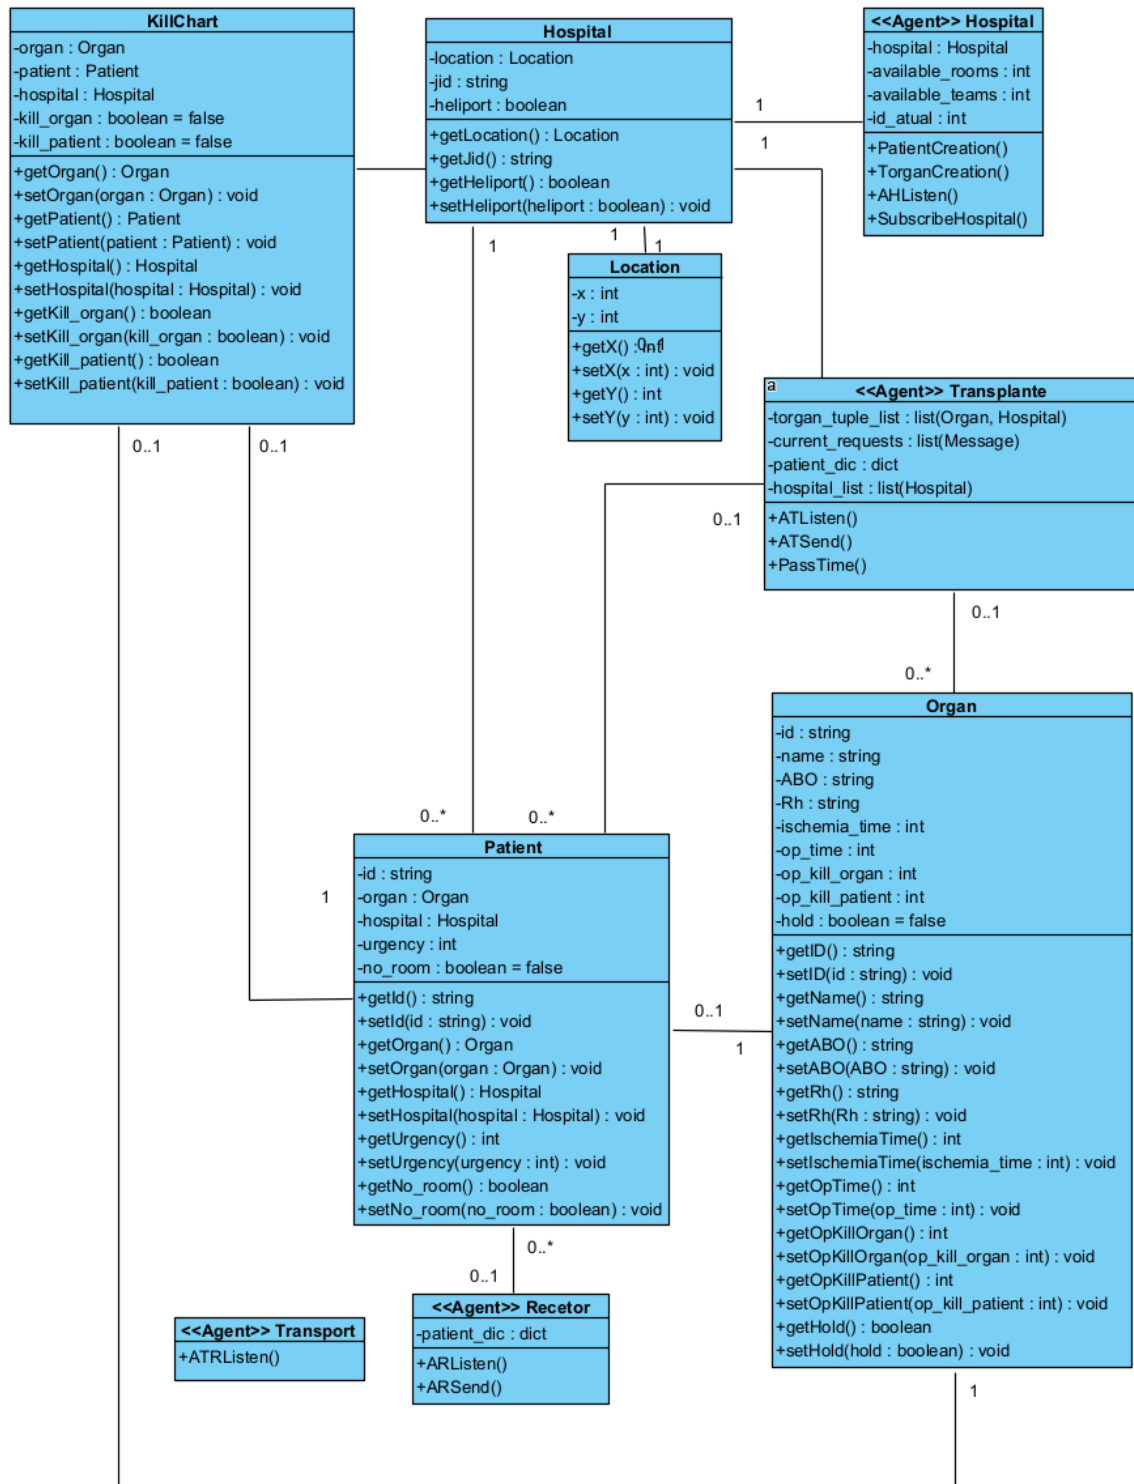 KillChart
-organ : Organ
-patient : Patient
-hospital : Hospital
-kill_organ : boolean = false
-kill_patient : boolean = false
+getOrgan() : Organ
+setOrgan(organ : Organ) : void
+getPatient() : Patient
+setPatient(patient : Patient) : void
+getHospital() : Hospital
+setHospital(hospital : Hospital) : void
+getKill_organ() : boolean
+setKill_organ(kill_organ : boolean) : void
+getKill_patient() : boolean
+setKill_patient(kill_patient : boolean) : void
0..1
0..1
Hospital
-location : Location
-jid : string
-heliport : boolean
+getLocation() : Location
+getJid() : string
+getHeliport() : boolean
+setHeliport(heliport : boolean) : void
1
1
1
1
1
<<Agent>> Hospital
-hospital : Hospital
-available_rooms : int
-available_teams : int
-id_atual : int
+PatientCreation()
+TorganCreation()
+AHListen()
+SubscribeHospital()
Location
-x : int
-y : int
+getX() : int
0..1
+setX(x : int) : void
+getY() : int
+setY(y : int) : void
a
<<Agent>> Transplante
-torgan_tuple_list : list(Organ, Hospital)
-current_requests : list(Message)
-patient_dic : dict
-hospital_list : list(Hospital)
+ATListen()
+ATSend()
+PassTime()
0..1
0..1
0..*
0..*
0..*
1
Patient
-id : string
-organ : Organ
-hospital : Hospital
-urgency : int
-no_room : boolean = false
+getId() : string
+setId(id : string) : void
+getOrgan() : Organ
+setOrgan(organ : Organ) : void
+getHospital() : Hospital
+setHospital(hospital : Hospital) : void
+getUrgency() : int
+setUrgency(urgency : int) : void
+getNo_room() : boolean
+setNo_room(no_room : boolean) : void
0..1
1
Organ
-id : string
-name : string
-ABO : string
-Rh : string
-ischemia_time : int
-op_time : int
-op_kill_organ : int
-op_kill_patient : int
-hold : boolean = false
+getID() : string
+setID(id : string) : void
+getName() : string
+setName(name : string) : void
+getABO() : string
+setABO(ABO : string) : void
+getRh() : string
+setRh(Rh : string) : void
+getIschemiaTime() : int
+setIschemiaTime(ischemia_time : int) : void
+getOpTime() : int
+setOpTime(op_time : int) : void
+getOpKillOrgan() : int
+setOpKillOrgan(op_kill_organ : int) : void
+getOpKillPatient() : int
+setOpKillPatient(op_kill_patient : int) : void
+getHold() : boolean
+setHold(hold : boolean) : void
1
0..*
0..1
<<Agent>> Transport
+ATRListen()
<<Agent>> Recetor
-patient_dic : dict
+ARListen()
+ARSend()